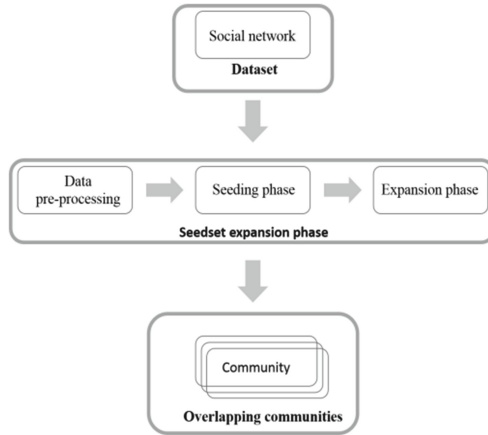 Social network
Dataset
Data
pre-processing
Seeding phase
Expansion phase
Seedset expansion phase
Community
Overlapping communities